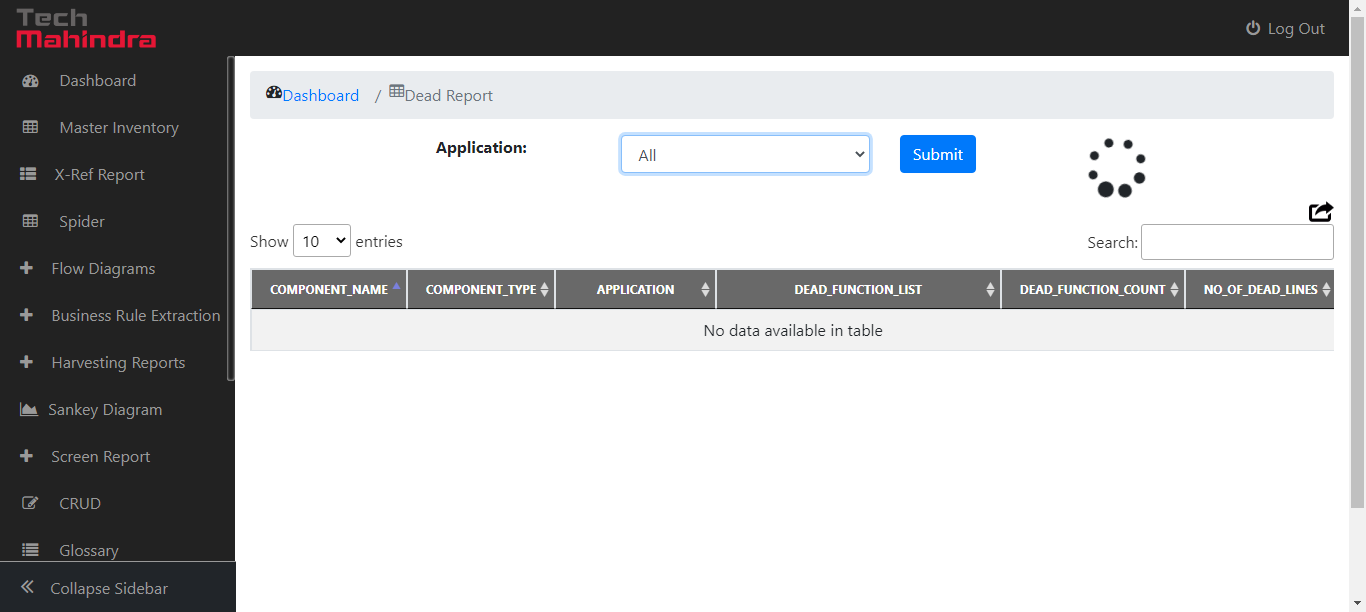 Tech
Mahindra
Log Out
Dashboard
Master Inventory
X-Ref Report
Spider
Flow Diagrams
Business Rule Extraction
Harvesting Reports
Sankey Diagram
Screen Report
CRUD
Glossary
Collapse Sidebar
Dashboard / Dead Report
Application: All Submit
Show 10 entries Search:
COMPONENT_NAME COMPONENT_TYPE APPLICATION DEAD_FUNCTION_LIST DEAD_FUNCTION_COUNT NO_OF_DEAD_LINES
No data available in table